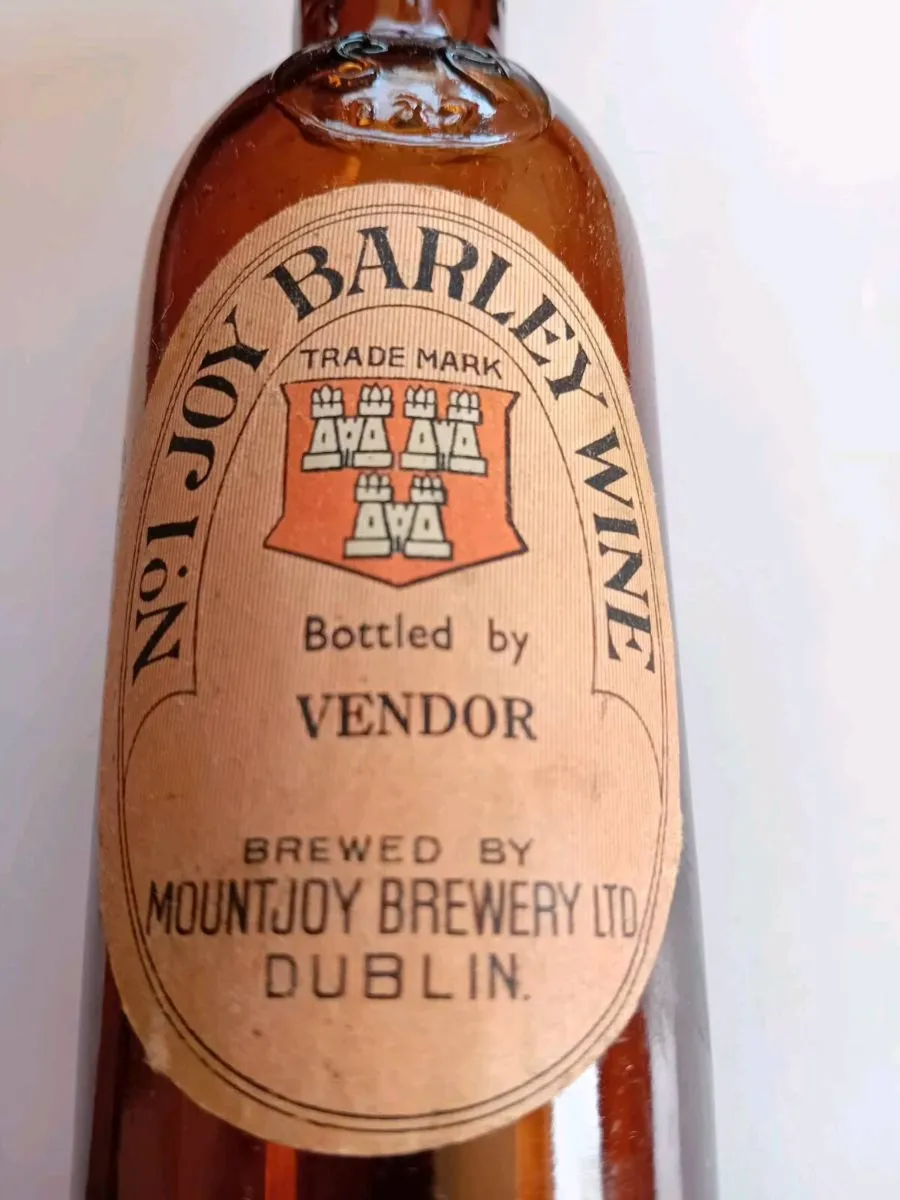 No. 1 JOY BARLEY WINE
TRADE MARK
Bottled by
VENDOR
BREWED BY
MOUNTJOY BREWERY LTD
DUBLIN.